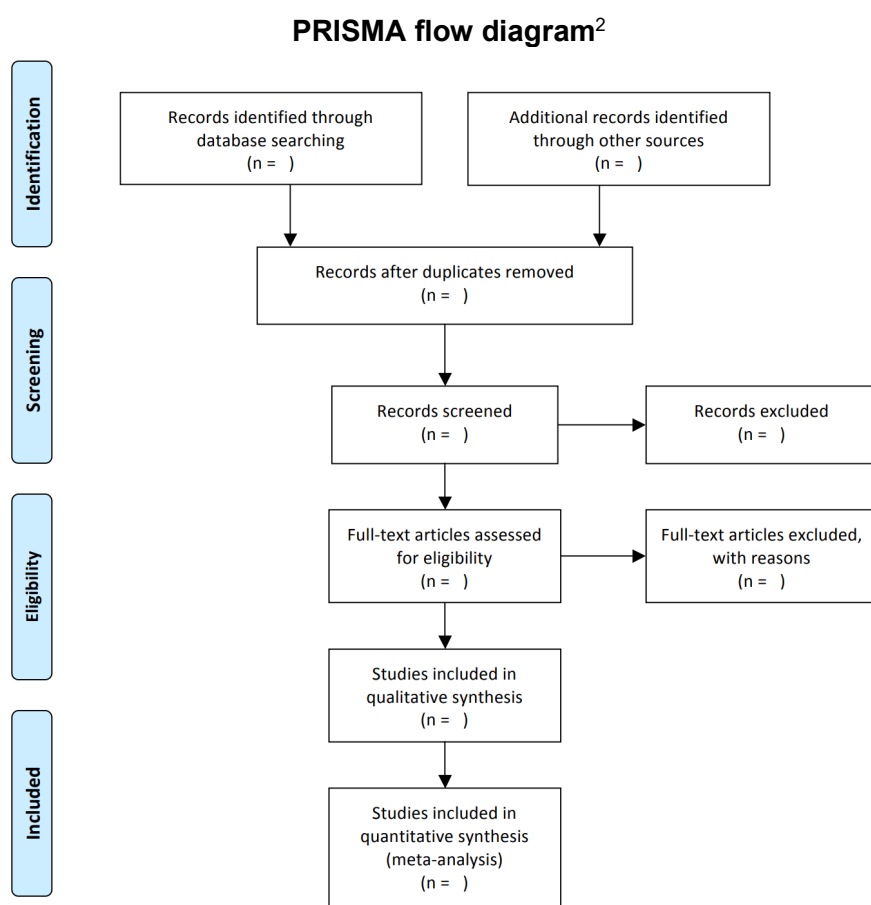 PRISMA flow diagram²
Identification
Records identified through
database searching
(n =   )
Additional records identified
through other sources
(n =   )
Records after duplicates removed
(n =   )
Screening
Records screened
(n =   )
Records excluded
(n =   )
Eligibility
Full-text articles assessed
for eligibility
(n =   )
Full-text articles excluded,
with reasons
(n =   )
Studies included in
qualitative synthesis
(n =   )
Included
Studies included in
quantitative synthesis
(meta-analysis)
(n =   )